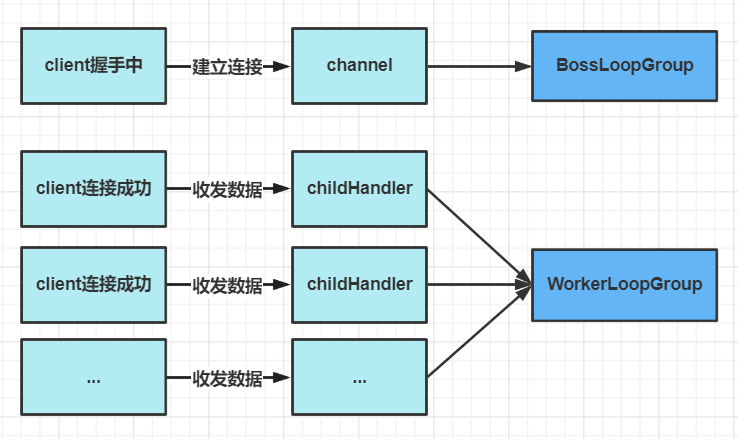 client握手中
建立连接
channel
BossLoopGroup
client连接成功
收发数据
childHandler
client连接成功
收发数据
childHandler
WorkerLoopGroup
...
收发数据
...